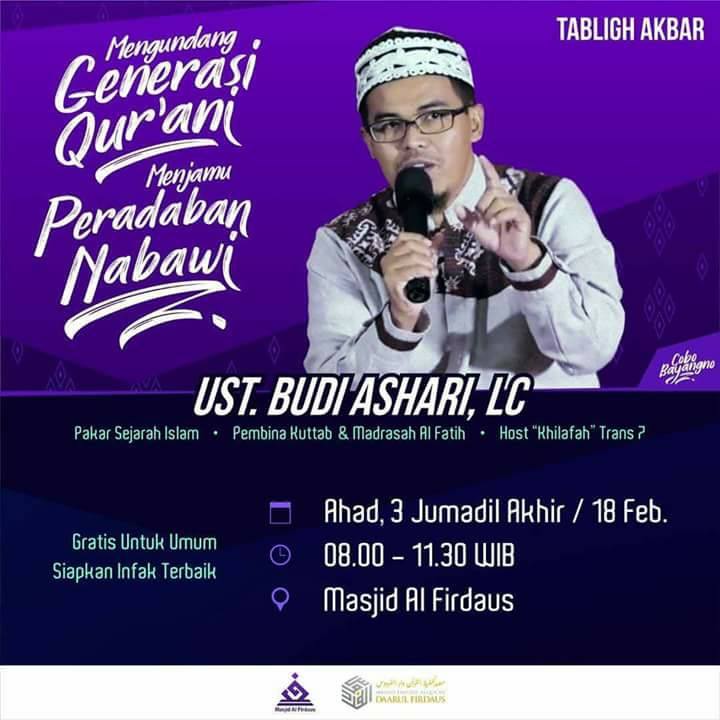 TABLIGH AKBAR
Mengundang
Generasi
Qur'ani
Menjamu
Peradaban
Nabawi
Cobo
Bayangno
UST. BUDI ASHARI, LC
Pakar Sejarah Islam • Pembina Kuttab & Madrasah Al Fatih • Host "Khilafah" Trans 7
Gratis Untuk Umum
Siapkan Infak Terbaik
Ahad, 3 Jumadil Akhir / 18 Feb.
08.00 – 11.30 WIB
Masjid Al Firdaus
Masjid Al Firdaus
DAARUL FIRDAUS